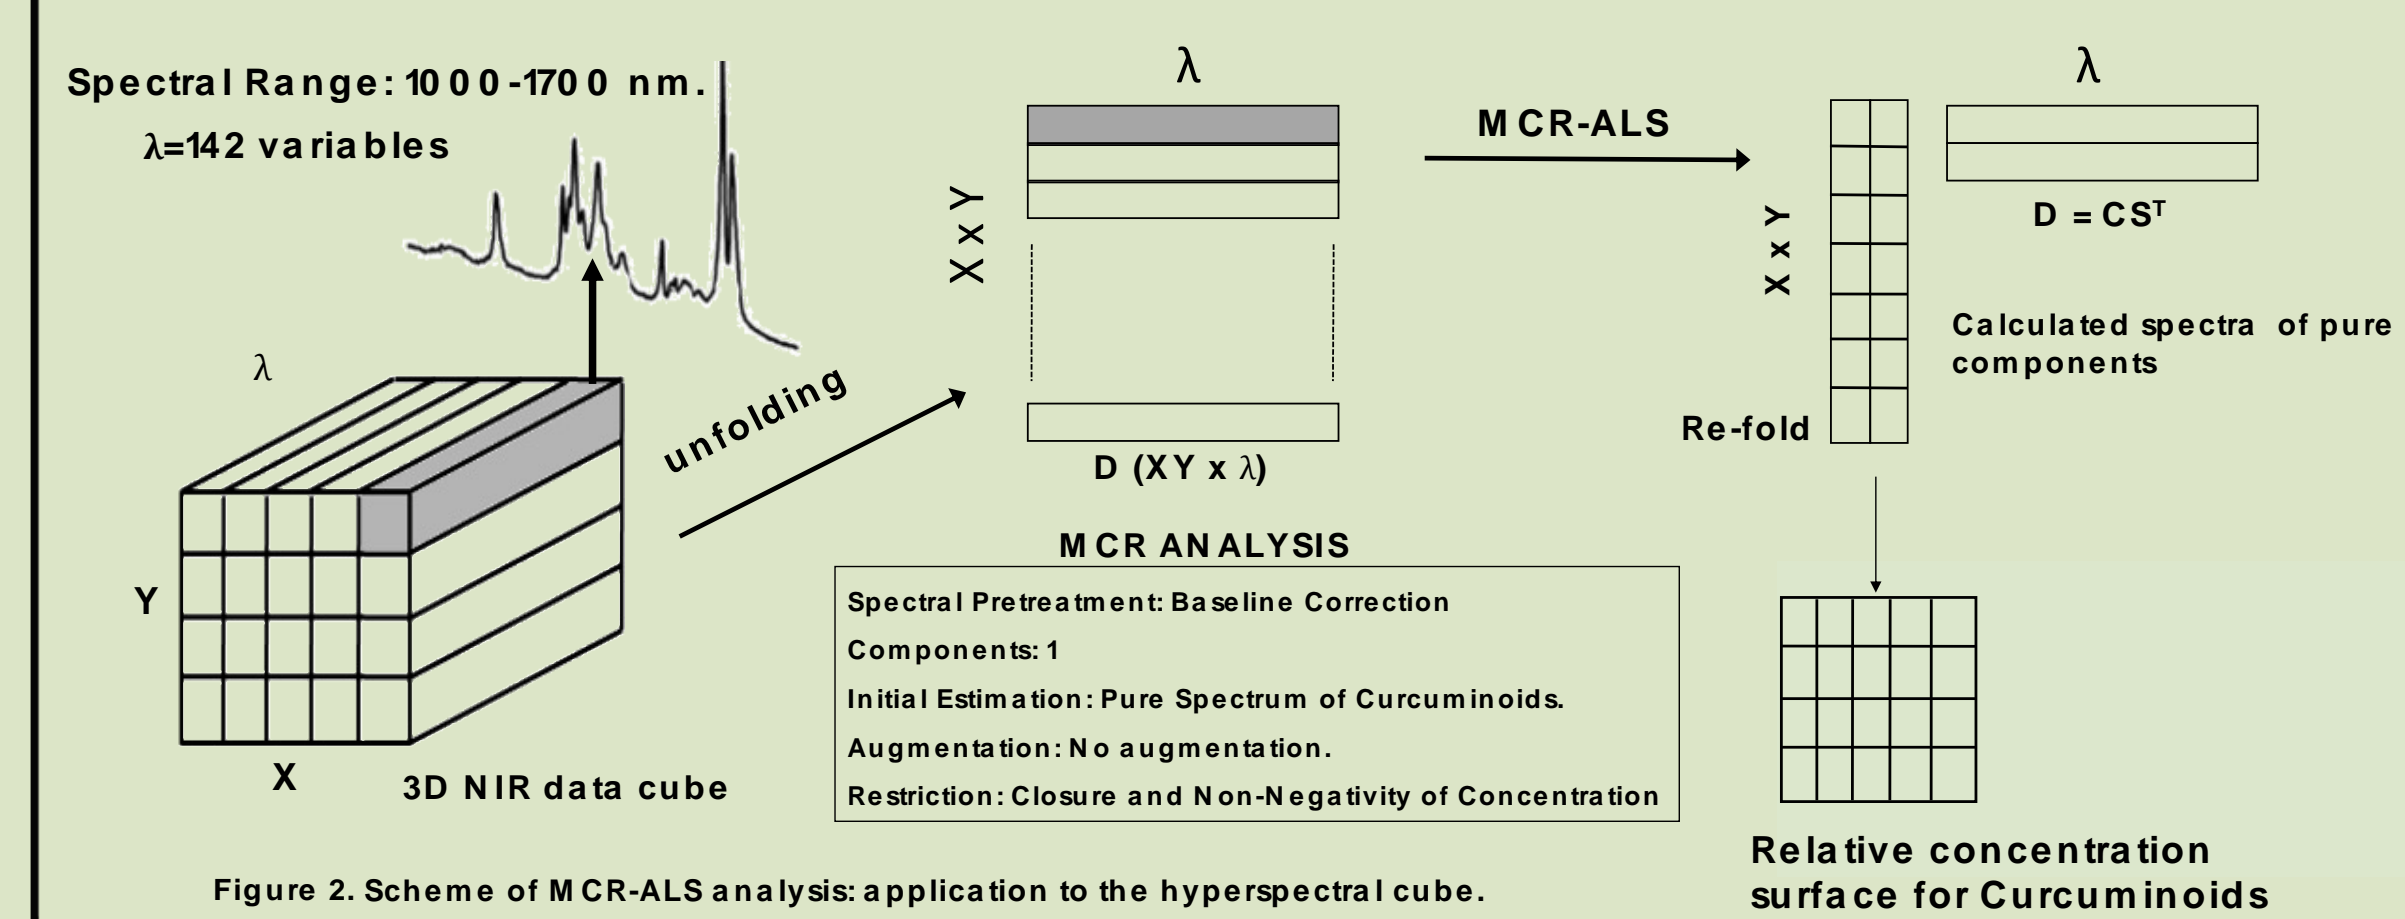 Spectral Range: 1000-1700 nm.
λ=142 variables
λ
Y
X
3D NIR data cube
unfolding
λ
X x Y
D (XY x λ)
MCR-ALS
λ
X x Y
D = CSᵀ
Calculated spectra of pure
components
Re-fold
MCR ANALYSIS
Spectral Pretreatment: Baseline Correction
Components: 1
Initial Estimation: Pure Spectrum of Curcuminoids.
Augmentation: No augmentation.
Restriction: Closure and Non-Negativity of Concentration
Relative concentration
surface for Curcuminoids
Figure 2. Scheme of MCR-ALS analysis: application to the hyperspectral cube.